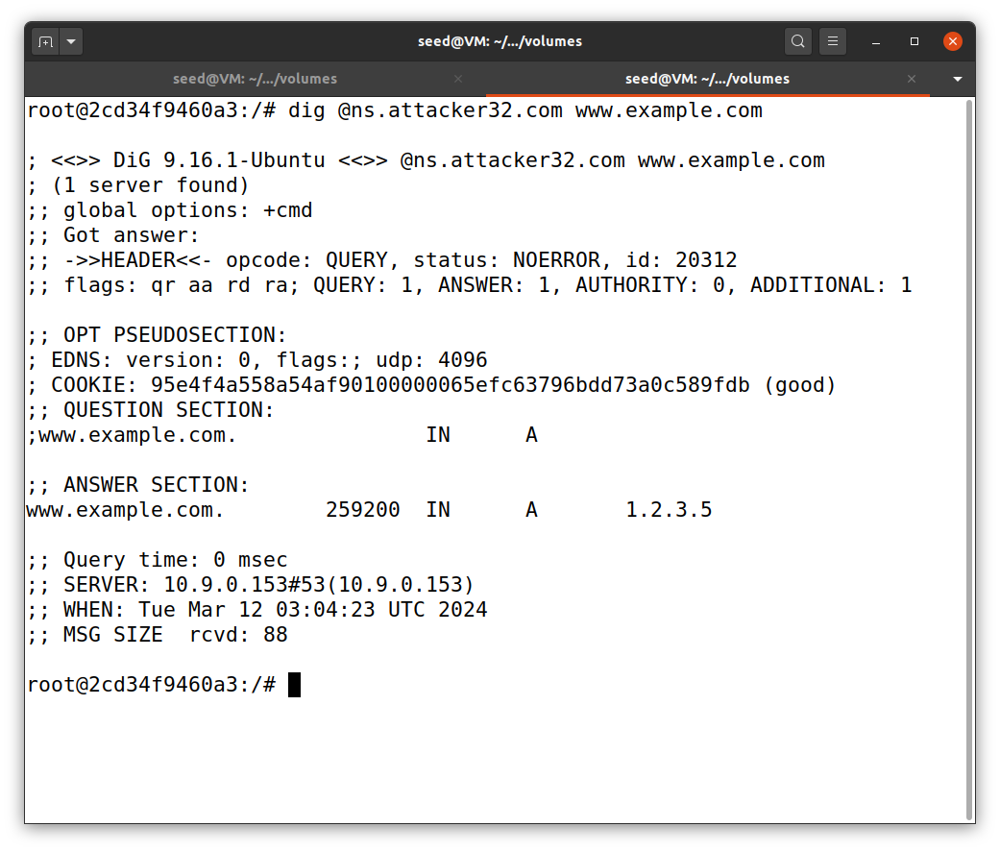 seed@VM: ~/.../volumes
seed@VM: ~/.../volumes seed@VM: ~/.../volumes
root@2cd34f9460a3:/# dig @ns.attacker32.com www.example.com

; <<>> DiG 9.16.1-Ubuntu <<>> @ns.attacker32.com www.example.com
; (1 server found)
;; global options: +cmd
;; Got answer:
;; ->>HEADER<<- opcode: QUERY, status: NOERROR, id: 20312
;; flags: qr aa rd ra; QUERY: 1, ANSWER: 1, AUTHORITY: 0, ADDITIONAL: 1

;; OPT PSEUDOSECTION:
; EDNS: version: 0, flags:; udp: 4096
; COOKIE: 95e4f4a558a54af90100000065efc63796bdd73a0c589fdb (good)
;; QUESTION SECTION:
;www.example.com.               IN      A

;; ANSWER SECTION:
www.example.com.        259200  IN      A       1.2.3.5

;; Query time: 0 msec
;; SERVER: 10.9.0.153#53(10.9.0.153)
;; WHEN: Tue Mar 12 03:04:23 UTC 2024
;; MSG SIZE  rcvd: 88

root@2cd34f9460a3:/#